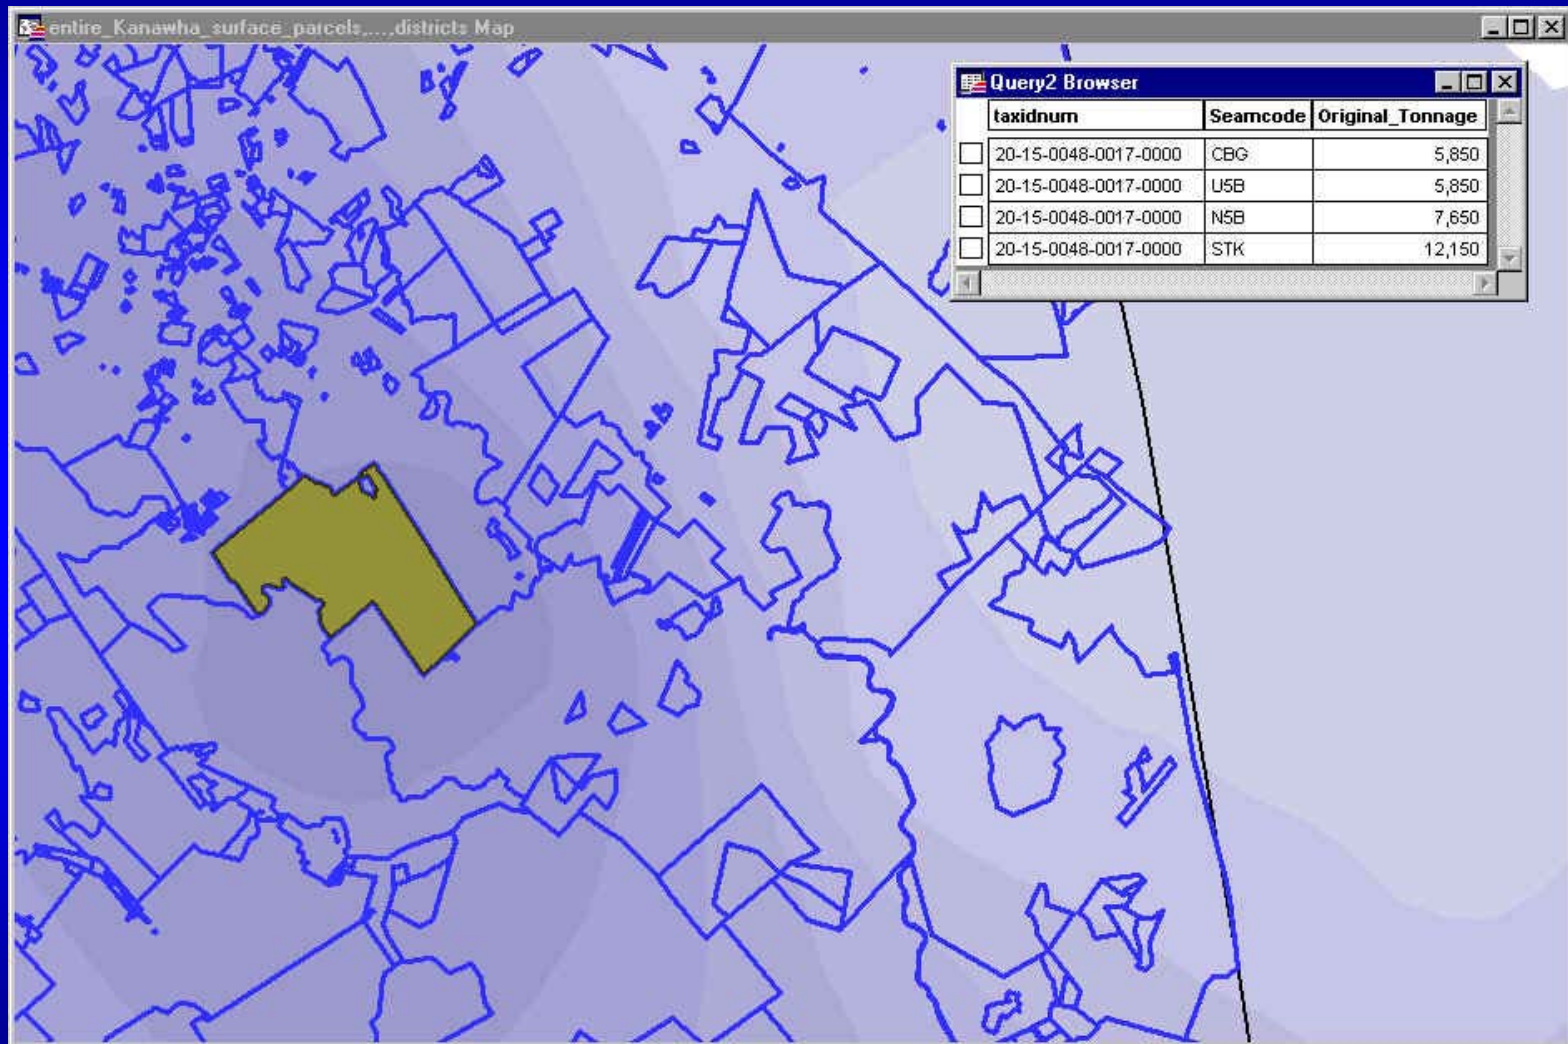 entire_Kanawha_surface_parcels,...,districts Map
Query2 Browser
taxidnum Seamcode Original_Tonnage
20-15-0048-0017-0000 CBG 5,850
20-15-0048-0017-0000 U5B 5,850
20-15-0048-0017-0000 N5B 7,650
20-15-0048-0017-0000 STK 12,150